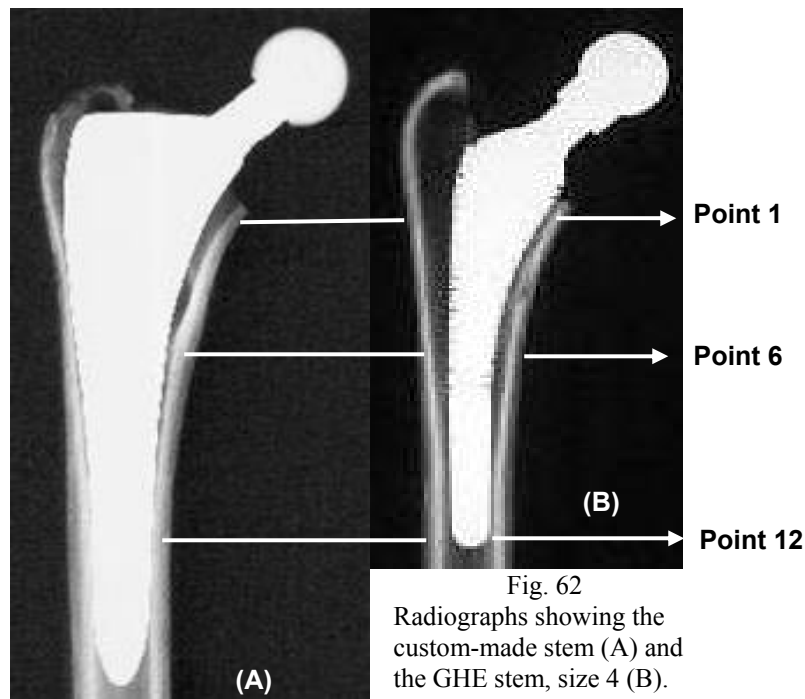 Point 1
Point 6
(B)
Point 12
Fig. 62
Radiographs showing the
custom-made stem (A) and
the GHE stem, size 4 (B).
(A)